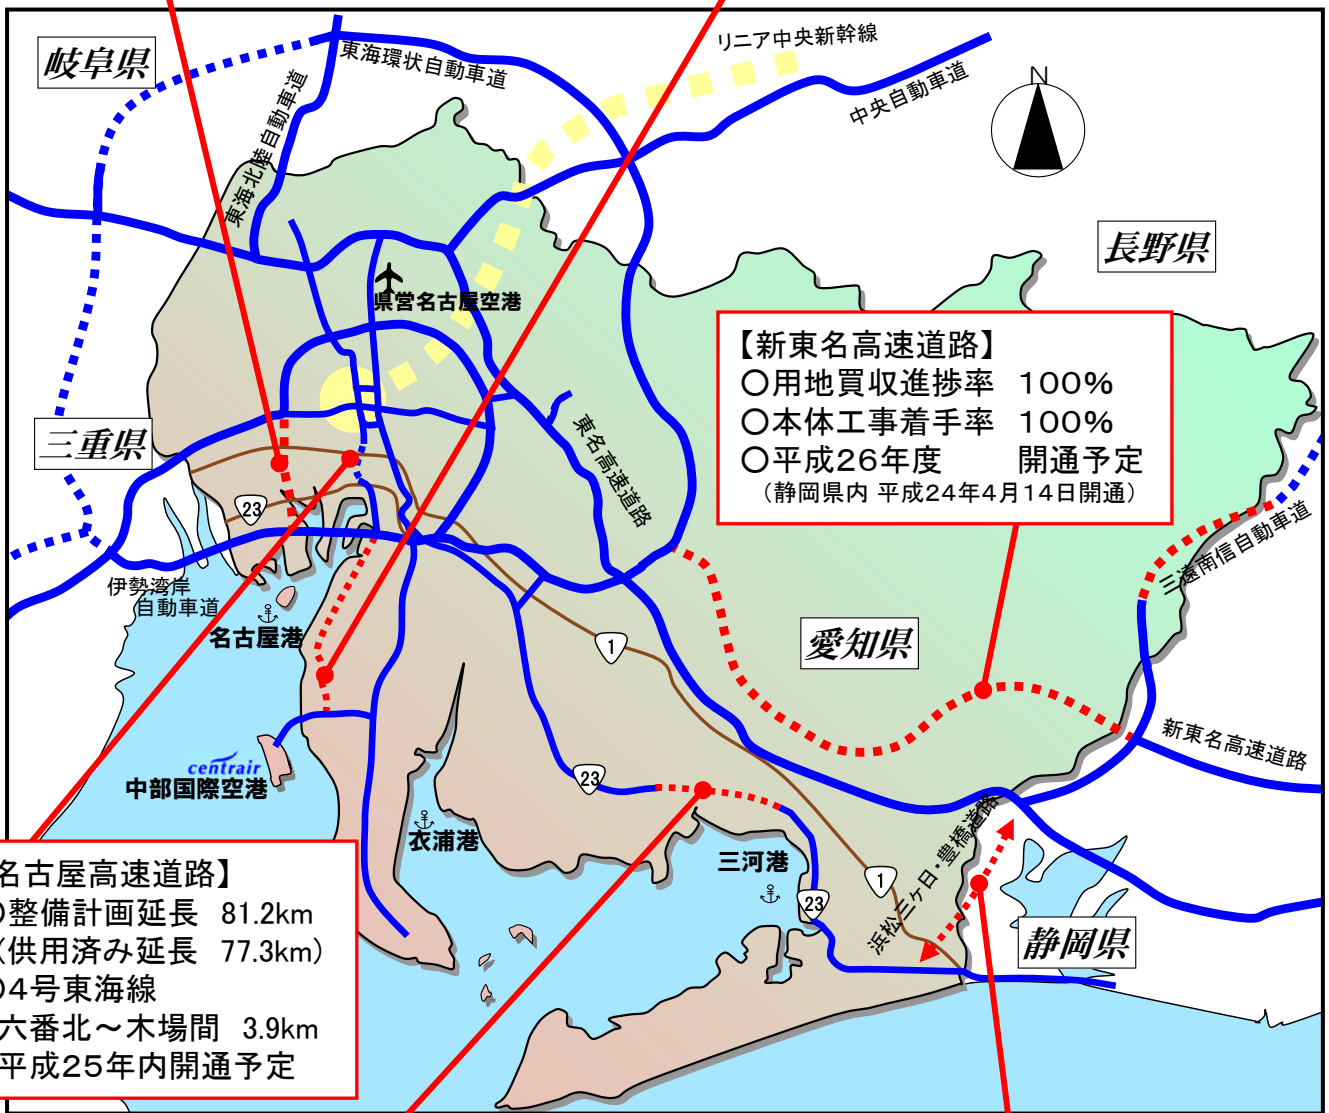 岐阜県
東海環状自動車道
リニア中央新幹線
中央自動車道
N
東海北陸自動車道
長野県
県営名古屋空港
【新東名高速道路】
○用地買収進捗率 100%
○本体工事着手率 100%
○平成26年度 開通予定
（静岡県内 平成24年4月14日開通）
三重県
東名高速道路
23
三遠南信自動車道
伊勢湾岸
自動車道
名古屋港
1
愛知県
新東名高速道路
centrair
中部国際空港
23
衣浦港
三河港
浜松三ヶ日・豊橋道路
1
23
静岡県
名古屋高速道路】
○整備計画延長 81.2km
（供用済み延長 77.3km）
○4号東海線
六番北～木場間 3.9km
平成25年内開通予定